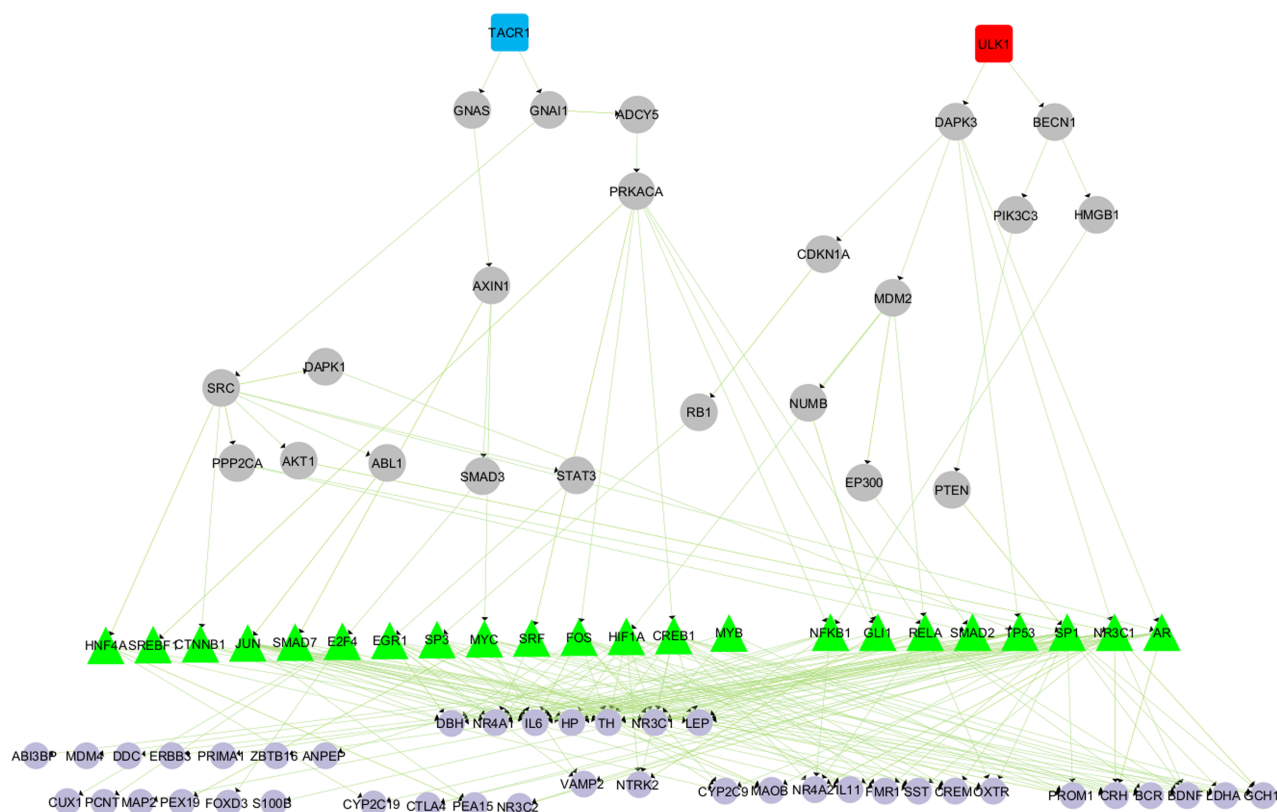 TACR1
ULK1
GNAS
GNAI1
ADCY5
DAPK3
BECN1
PRKACA
PIK3C3
HMGB1
CDKN1A
AXIN1
MDM2
DAPK1
SRC
RB1
NUMB
PPP2CA
AKT1
ABL1
SMAD3
STAT3
EP300
PTEN
HNF4A
SREBF1
CTNNB1
JUN
SMAD7
E2F4
EGR1
SP3
MYC
SRF
FOS
HIF1A
CREB1
MYB
NFKB1
GLI1
RELA
SMAD2
TP53
SP1
NR3C1
AR
DBH
NR4A1
IL6
HP
TH
NR3C1
LEP
ABI3BP
MDM4
DDC
ERBB3
PRIMA1
ZBTB16
ANPEP
VAMP2
NTRK2
CUX1
PCNT
MAP2
PEX19
FOXD3
S100B
CYP2C19
CTLA4
PEA15
NR3C2
CYP2C9
MAOB
NR4A2
IL11
FMR1
SST
CREM
OXTR
PROM1
CRH
BCR
BDNF
LDHA
GCH1